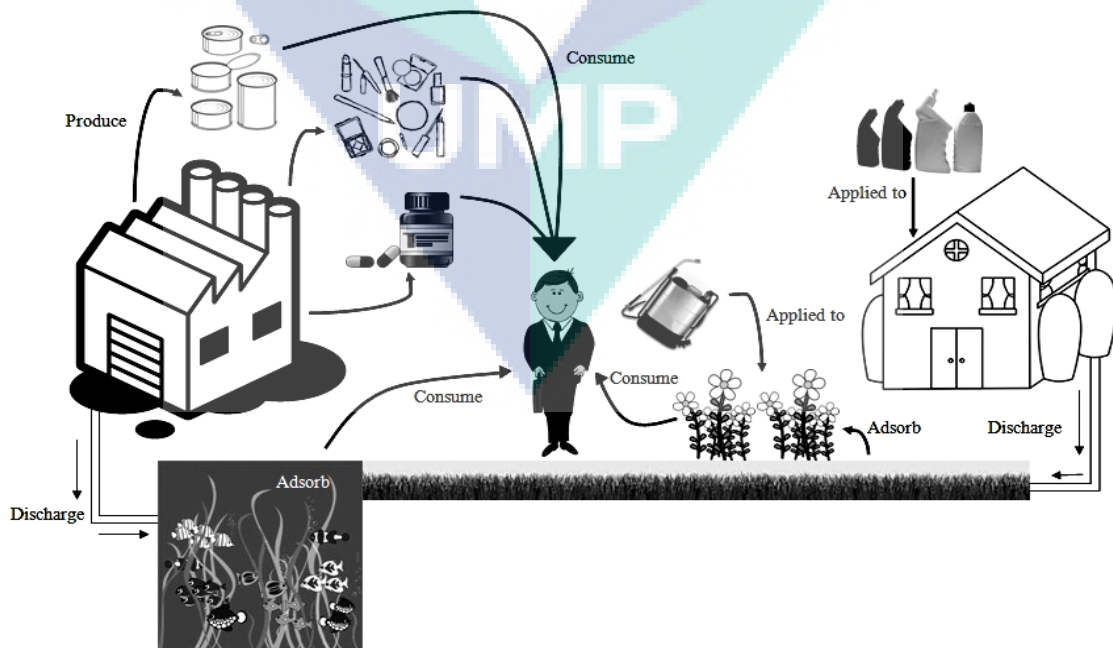 Consume
UMP
Produce
Applied to
Applied to
Consume
Consume
Adsorb
Discharge
Adsorb
Discharge